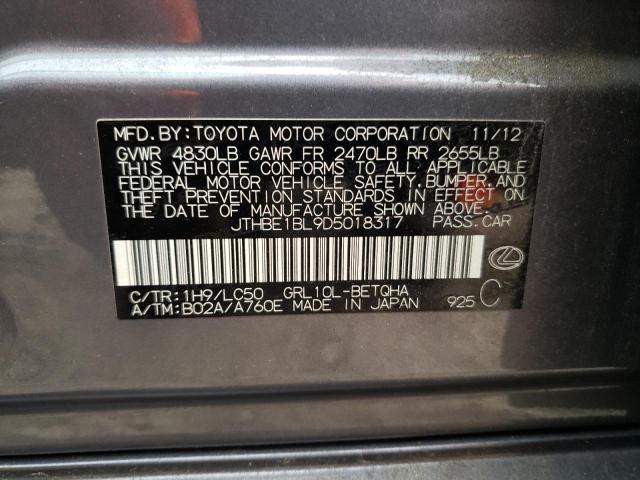 MFD. BY: TOYOTA MOTOR CORPORATION 11/12
GVWR 4830LB GAWR FR 2470LB RR 2655LB
THIS VEHICLE CONFORMS TO ALL APPLICABLE
FEDERAL MOTOR VEHICLE SAFETY, BUMPER, AND
THEFT PREVENTION STANDARDS IN EFFECT ON
THE DATE OF MANUFACTURE SHOWN ABOVE.
JTHBE1BL9D5018317 PASS. CAR
C/TR: 1H9/LC50 GRL10L-BETQHA
A/TM: B02A/A760E MADE IN JAPAN 925 C